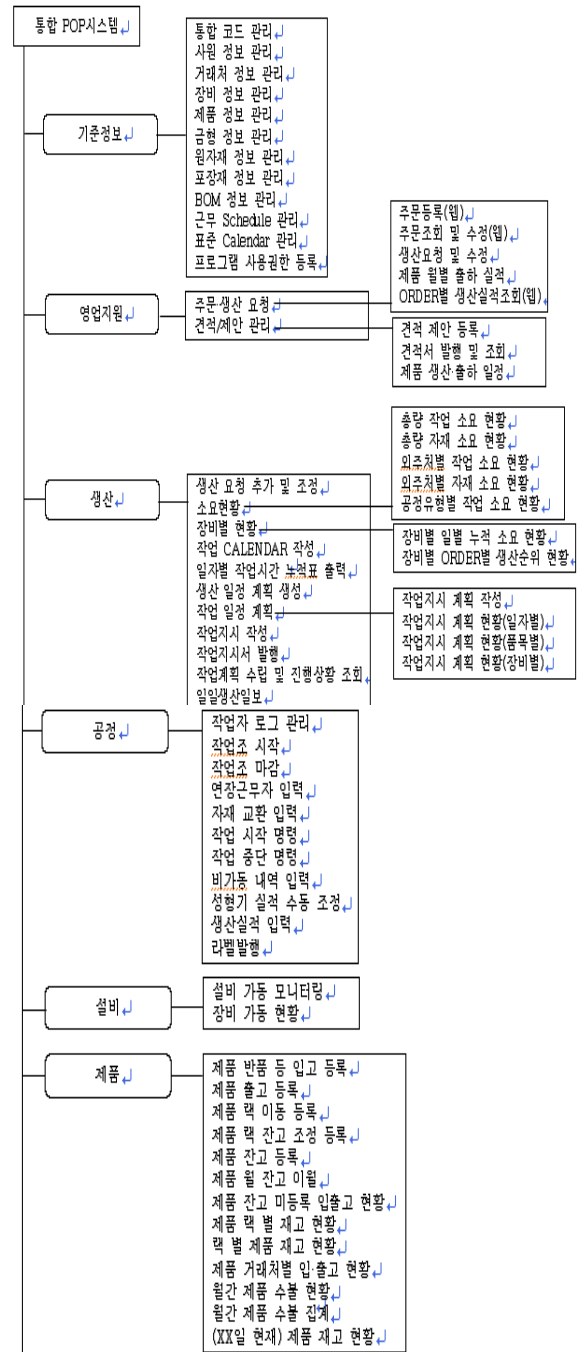 통합 POP시스템
기준정보
통합 코드 관리
사원 정보 관리
거래처 정보 관리
장비 정보 관리
제품 정보 관리
금형 정보 관리
원자재 정보 관리
포장재 정보 관리
BOM 정보 관리
근무 Schedule 관리
표준 Calendar 관리
프로그램 사용권한 등록
영업지원
주문·생산 요청
견적/제안 관리
주문등록(웹)
주문조회 및 수정(웹)
생산요청 및 수정
제품 월별 출하 실적
ORDER별 생산실적조회(웹)
견적 제안 등록
견적서 발행 및 조회
제품 생산·출하 일정
생산
생산 요청 추가 및 조정
소요현황
장비별 현황
작업 CALENDAR 작성
일자별 작업시간 누적표 출력
생산 일정 계획 생성
작업 일정 계획
작업지시 작성
작업지시서 발행
작업계획 수립 및 진행상황 조회
일일생산일보
총량 작업 소요 현황
총량 자재 소요 현황
외주처별 작업 소요 현황
외주처별 자재 소요 현황
공정유형별 작업 소요 현황
장비별 일별 누적 소요 현황
장비별 ORDER별 생산순위 현황
작업지시 계획 작성
작업지시 계획 현황(일자별)
작업지시 계획 현황(품목별)
작업지시 계획 현황(장비별)
공정
작업자 로그 관리
작업조 시작
작업조 마감
연장근무자 입력
자재 교환 입력
작업 시작 명령
작업 중단 명령
비가동 내역 입력
성형기 실적 수동 조정
생산실적 입력
라벨발행
설비
설비 가동 모니터링
장비 가동 현황
제품
제품 반품 등 입고 등록
제품 출고 등록
제품 랙 이동 등록
제품 랙 잔고 조정 등록
제품 잔고 등록
제품 월 잔고 이월
제품 잔고 미등록 입출고 현황
제품 랙 별 재고 현황
랙 별 제품 재고 현황
제품 거래처별 입·출고 현황
월간 제품 수불 현황
월간 제품 수불 집계
(XX일 현재) 제품 재고 현황